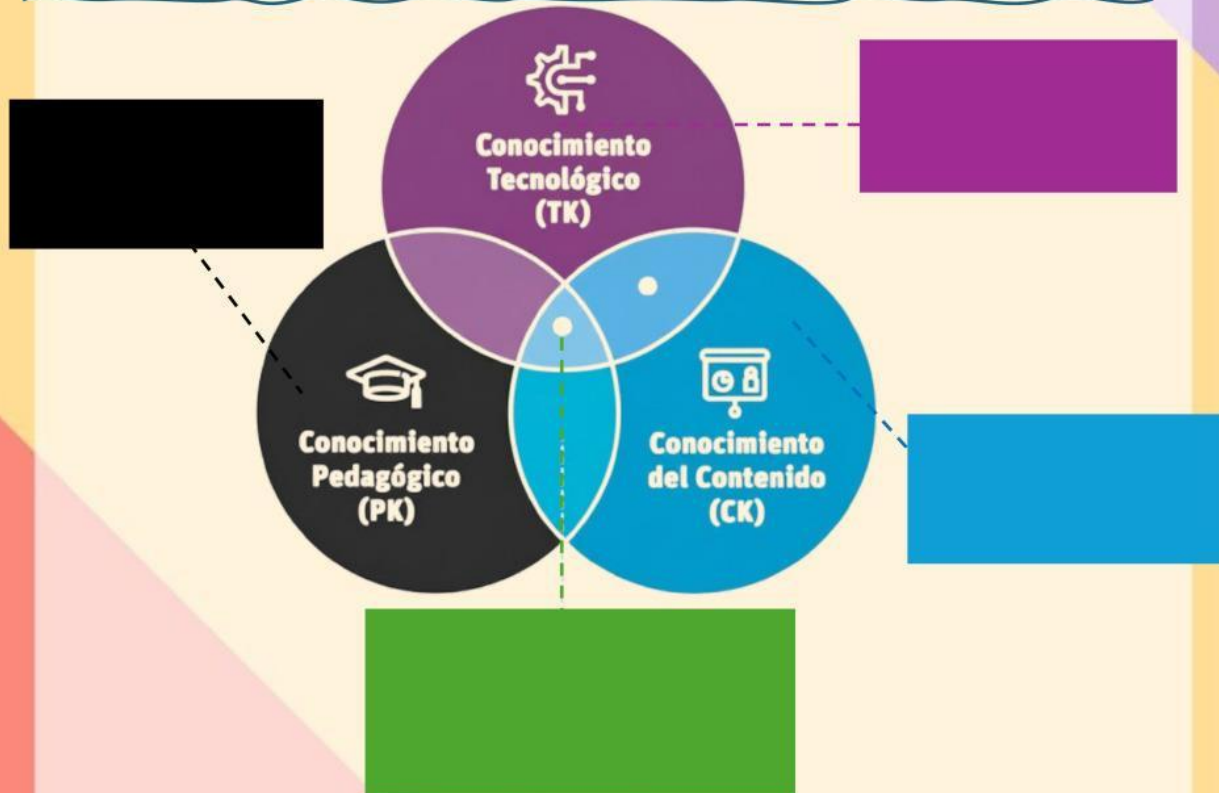 Conocimiento
Tecnológico
(TK)
Conocimiento
Pedagógico
(PK)
Conocimiento
del Contenido
(CK)